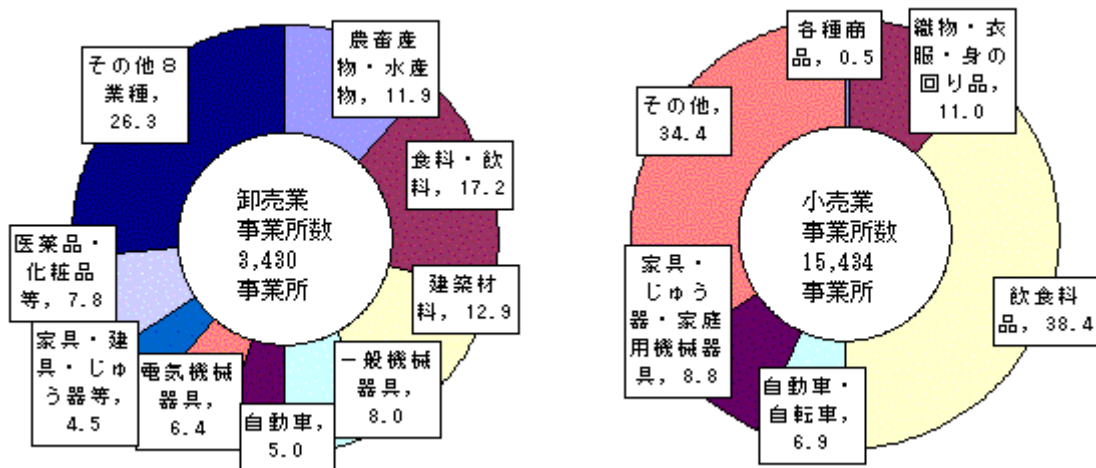 農畜産
物・水産
物, 11.9
食料・飲
料, 17.2
建築材
料, 12.9
一般機械
器具,
8.0
自動車,
5.0
電気機械
器具,
6.4
家具・建
具・じゅ
う器等,
4.5
医薬品・
化粧品
等, 7.8
その他8
業種,
26.3
卸売業
事業所数
3,430
事業所
各種商
品, 0.5
織物・衣
服・身の
回り品,
11.0
飲食料
品, 38.4
自動車・
自転車,
6.9
家具・
じゅう
器・家庭
用機械器
具, 8.8
その他,
34.4
小売業
事業所数
15,434
事業所